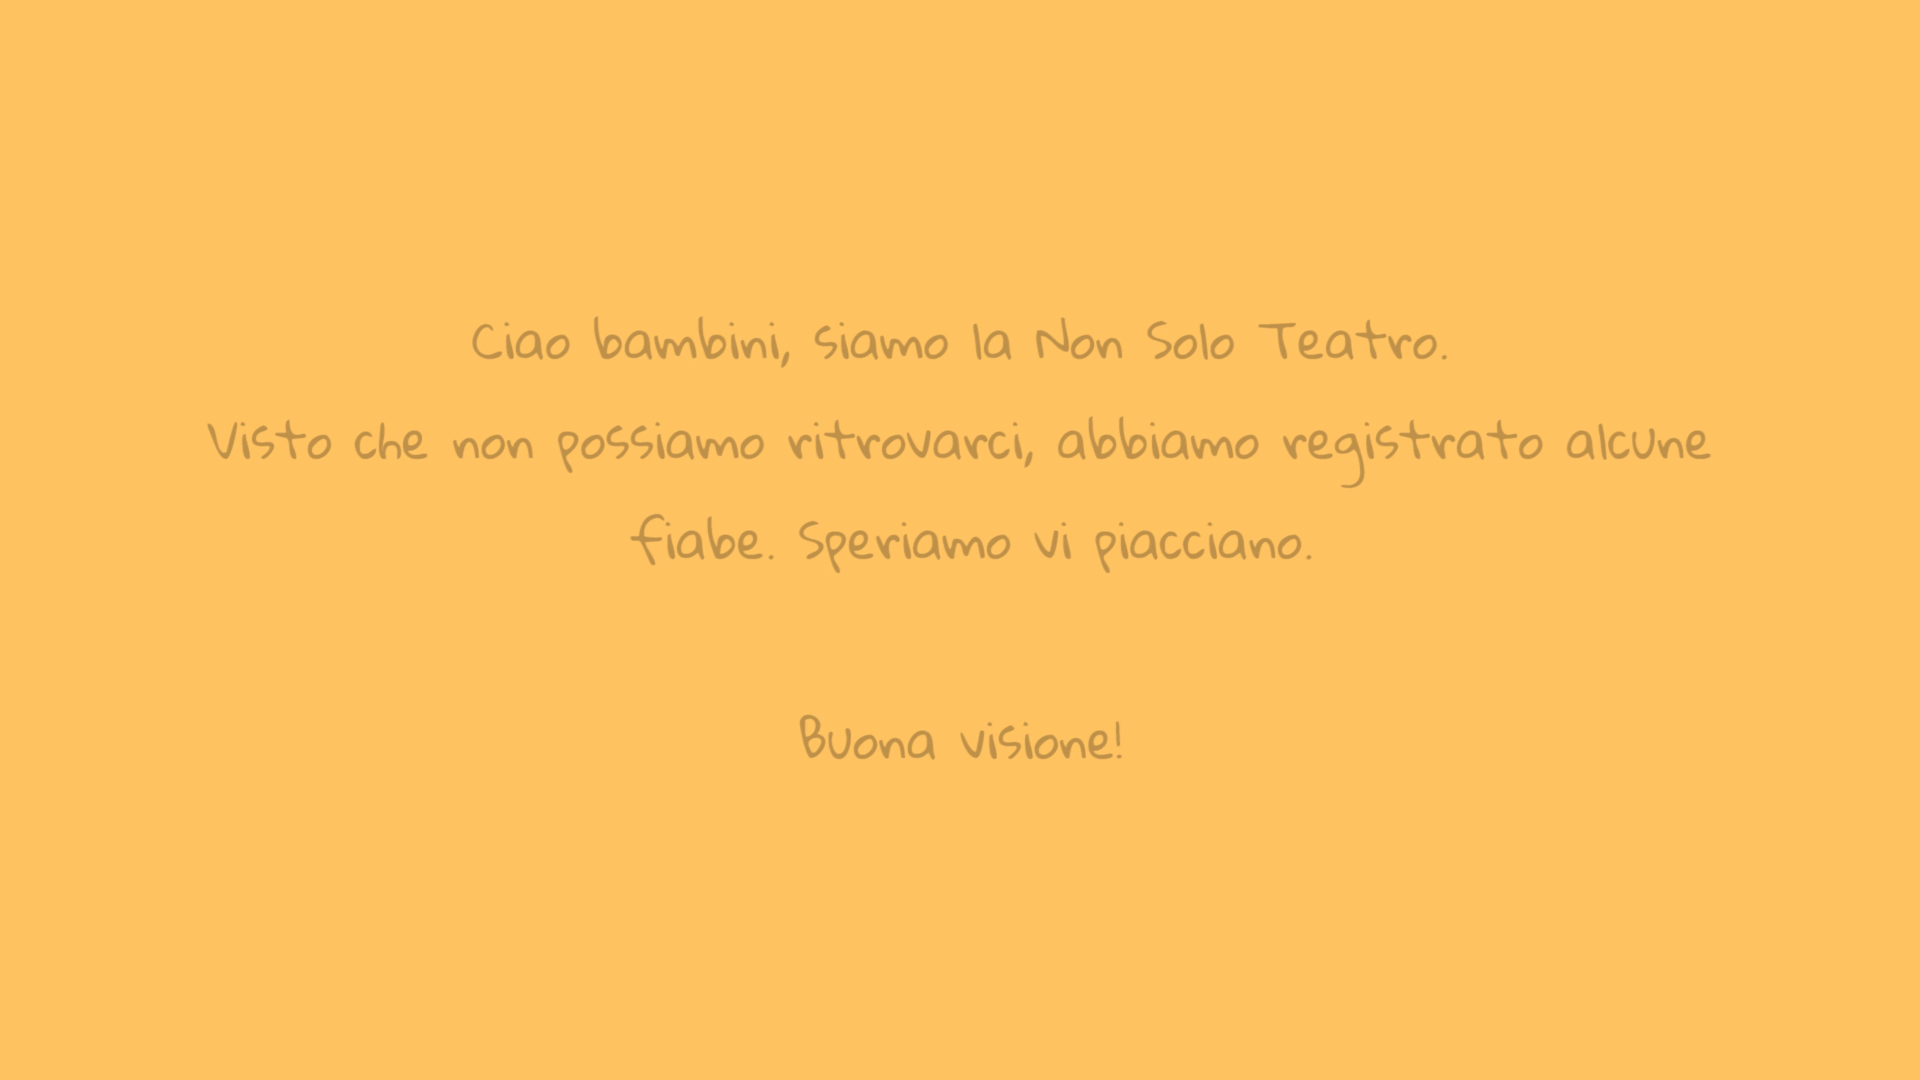 Ciao bambini, siamo la Non Solo Teatro.
Visto che non possiamo ritrovarci, abbiamo registrato alcune
fiabe. Speriamo vi piacciano.
Buona visione!